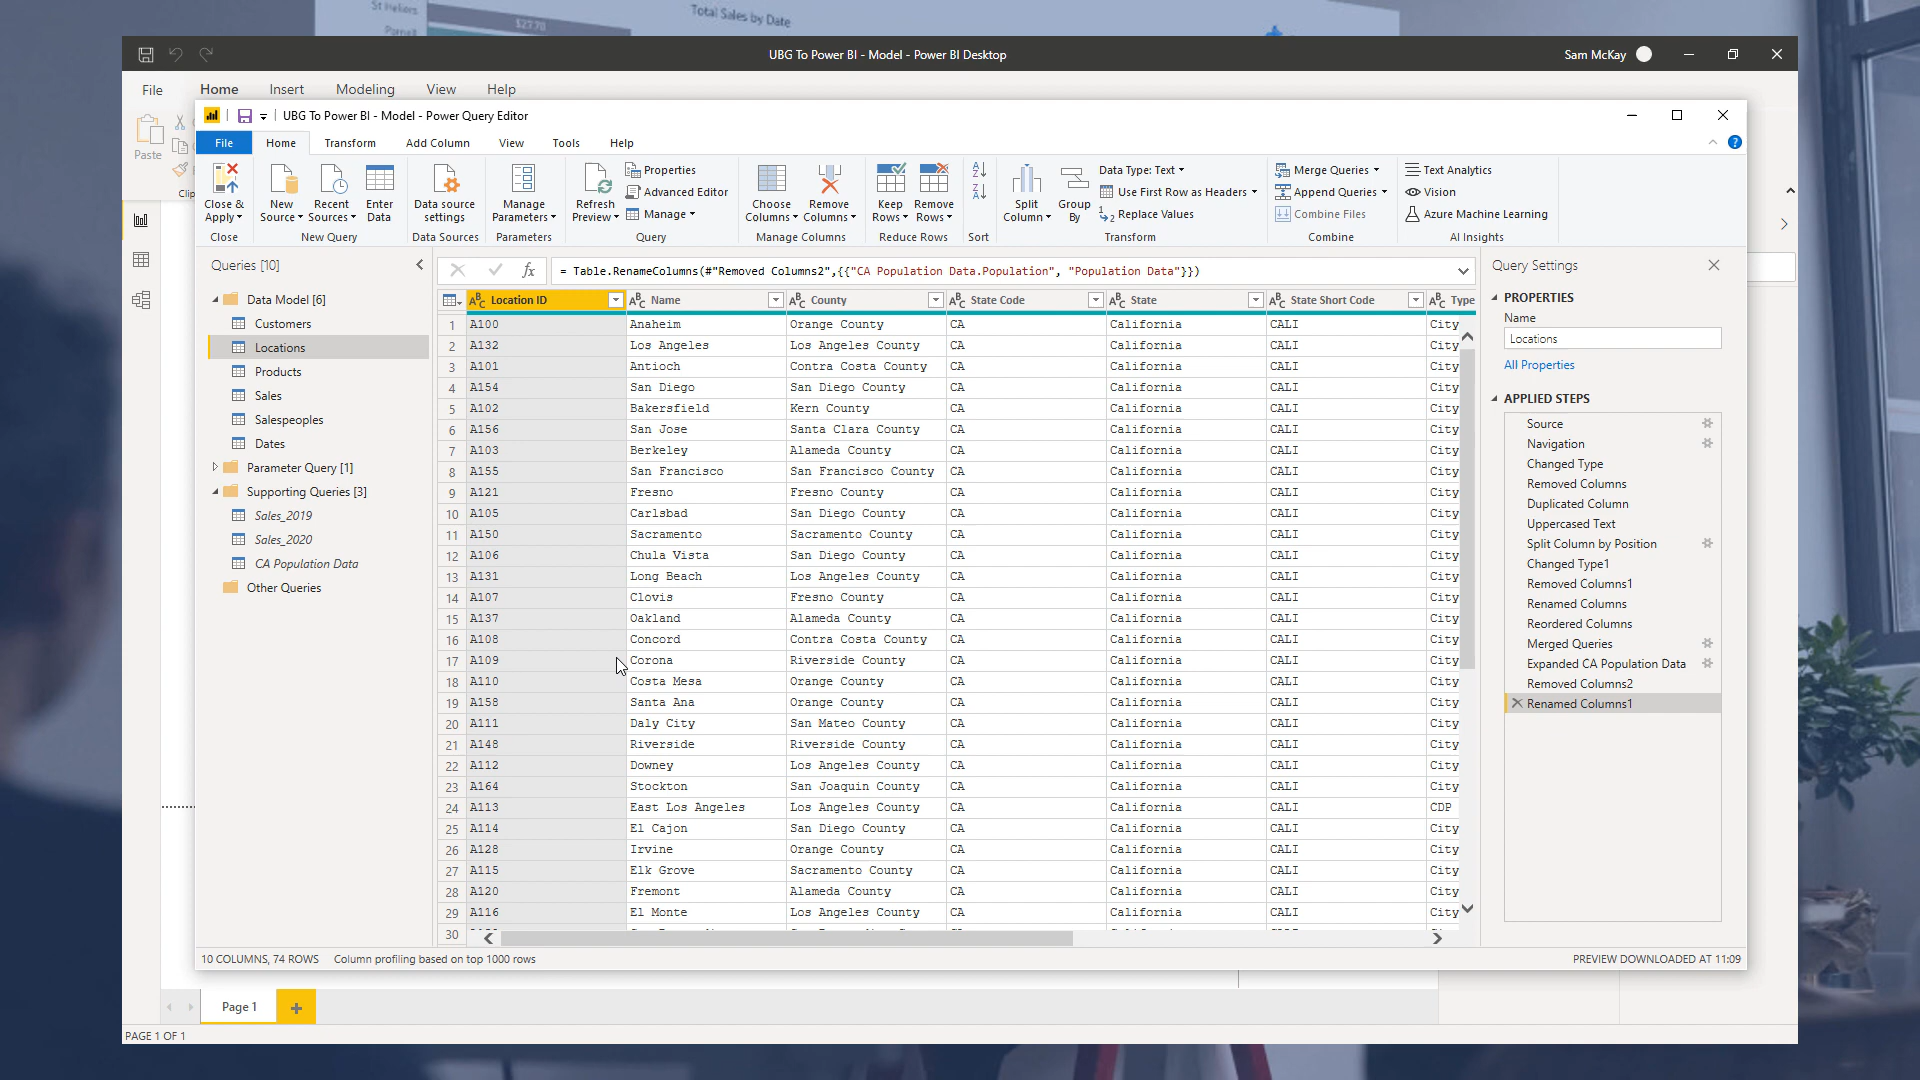 St Heliers
$27.70
Total Sales by Date
UBG To Power BI - Model - Power BI Desktop
Sam McKay
File Home Insert Modeling View Help
Paste
UBG To Power BI - Model - Power Query Editor
File Home Transform Add Column View Tools Help
Close & Apply
Close
New Source
Recent Sources
Enter Data
New Query
Data source settings
Data Sources
Manage Parameters
Parameters
Refresh Preview
Properties
Advanced Editor
Manage
Query
Choose Columns
Remove Columns
Manage Columns
Keep Rows
Remove Rows
Reduce Rows
Sort
Split Column
Group By
Data Type: Text
Use First Row as Headers
Replace Values
Transform
Merge Queries
Append Queries
Combine Files
Combine
Text Analytics
Vision
Azure Machine Learning
AI Insights
Queries [10]
Data Model [6]
Customers
Locations
Products
Sales
Salespeoples
Dates
Parameter Query [1]
Supporting Queries [3]
Sales_2019
Sales_2020
CA Population Data
Other Queries
fx = Table.RenameColumns(#"Removed Columns2",{{"CA Population Data.Population", "Population Data"}})
Location ID Name County State Code State State Short Code Type
1 A100 Anaheim Orange County CA California CALI City
2 A132 Los Angeles Los Angeles County CA California CALI City
3 A101 Antioch Contra Costa County CA California CALI City
4 A154 San Diego San Diego County CA California CALI City
5 A102 Bakersfield Kern County CA California CALI City
6 A156 San Jose Santa Clara County CA California CALI City
7 A103 Berkeley Alameda County CA California CALI City
8 A155 San Francisco San Francisco County CA California CALI City
9 A121 Fresno Fresno County CA California CALI City
10 A105 Carlsbad San Diego County CA California CALI City
11 A150 Sacramento Sacramento County CA California CALI City
12 A106 Chula Vista San Diego County CA California CALI City
13 A131 Long Beach Los Angeles County CA California CALI City
14 A107 Clovis Fresno County CA California CALI City
15 A137 Oakland Alameda County CA California CALI City
16 A108 Concord Contra Costa County CA California CALI City
17 A109 Corona Riverside County CA California CALI City
18 A110 Costa Mesa Orange County CA California CALI City
19 A158 Santa Ana Orange County CA California CALI City
20 A111 Daly City San Mateo County CA California CALI City
21 A148 Riverside Riverside County CA California CALI City
22 A112 Downey Los Angeles County CA California CALI City
23 A164 Stockton San Joaquin County CA California CALI City
24 A113 East Los Angeles Los Angeles County CA California CALI CDP
25 A114 El Cajon San Diego County CA California CALI City
26 A128 Irvine Orange County CA California CALI City
27 A115 Elk Grove Sacramento County CA California CALI City
28 A120 Fremont Alameda County CA California CALI City
29 A116 El Monte Los Angeles County CA California CALI City
30
Query Settings
PROPERTIES
Name
Locations
All Properties
APPLIED STEPS
Source
Navigation
Changed Type
Removed Columns
Duplicated Column
Uppercased Text
Split Column by Position
Changed Type1
Removed Columns1
Renamed Columns
Reordered Columns
Merged Queries
Expanded CA Population Data
Removed Columns2
Renamed Columns1
10 COLUMNS, 74 ROWS Column profiling based on top 1000 rows
PREVIEW DOWNLOADED AT 11:09
Page 1
PAGE 1 OF 1